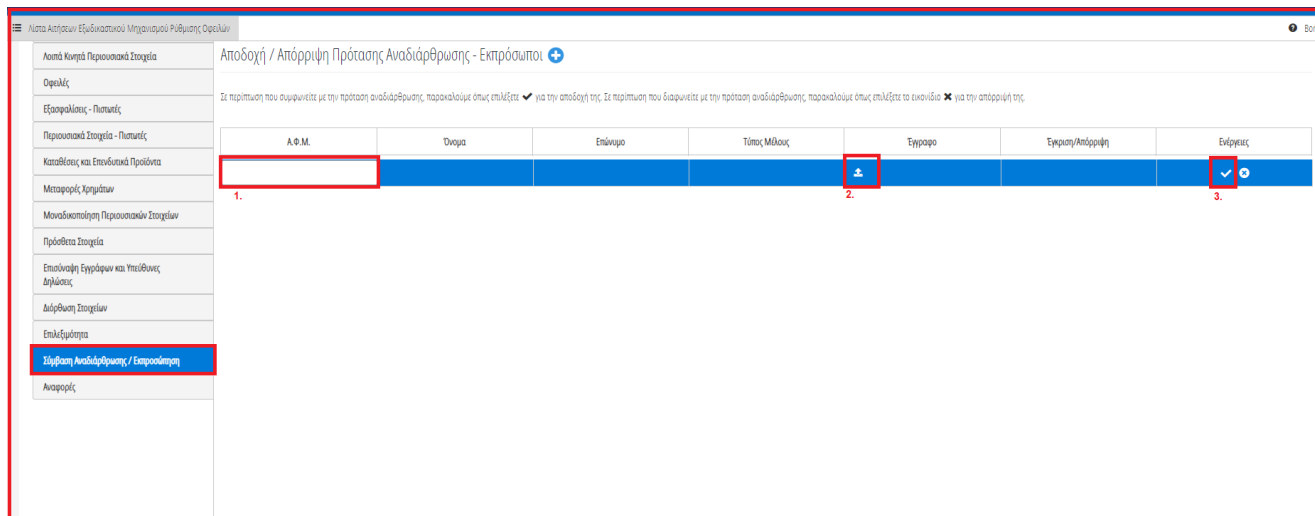 Λίστα Αιτήσεων Εξωδικαστικού Μηχανισμού Ρύθμισης Οφειλών
Λοιπά Κινητά Περιουσιακά Στοιχεία
Οφειλές
Εξασφαλίσεις - Πιστωτές
Περιουσιακά Στοιχεία - Πιστωτές
Καταθέσεις και Επενδυτικά Προϊόντα
Μεταφορές Χρημάτων
Μοναδικοποίηση Περιουσιακών Στοιχείων
Πρόσθετα Στοιχεία
Επισύναψη Εγγράφων και Υπεύθυνες
Δηλώσεις
Διόρθωση Στοιχείων
Επιλεξιμότητα
Σύμβαση Αναδιάρθρωσης / Εκπροσώπηση
Αναφορές
Αποδοχή / Απόρριψη Πρότασης Αναδιάρθρωσης - Εκπρόσωποι
Σε περίπτωση που συμφωνείτε με την πρόταση αναδιάρθρωσης, παρακαλούμε όπως επιλέξετε ✔ για την αποδοχή της. Σε περίπτωση που διαφωνείτε με την πρόταση αναδιάρθρωσης, παρακαλούμε όπως επιλέξετε το εικονίδιο ✖ για την απόρριψή της.
Α.Φ.Μ. Όνομα Επώνυμο Τύπος Μέλους Έγγραφο Έγκριση/Απόρριψη Ενέργειες
1. 2. 3.